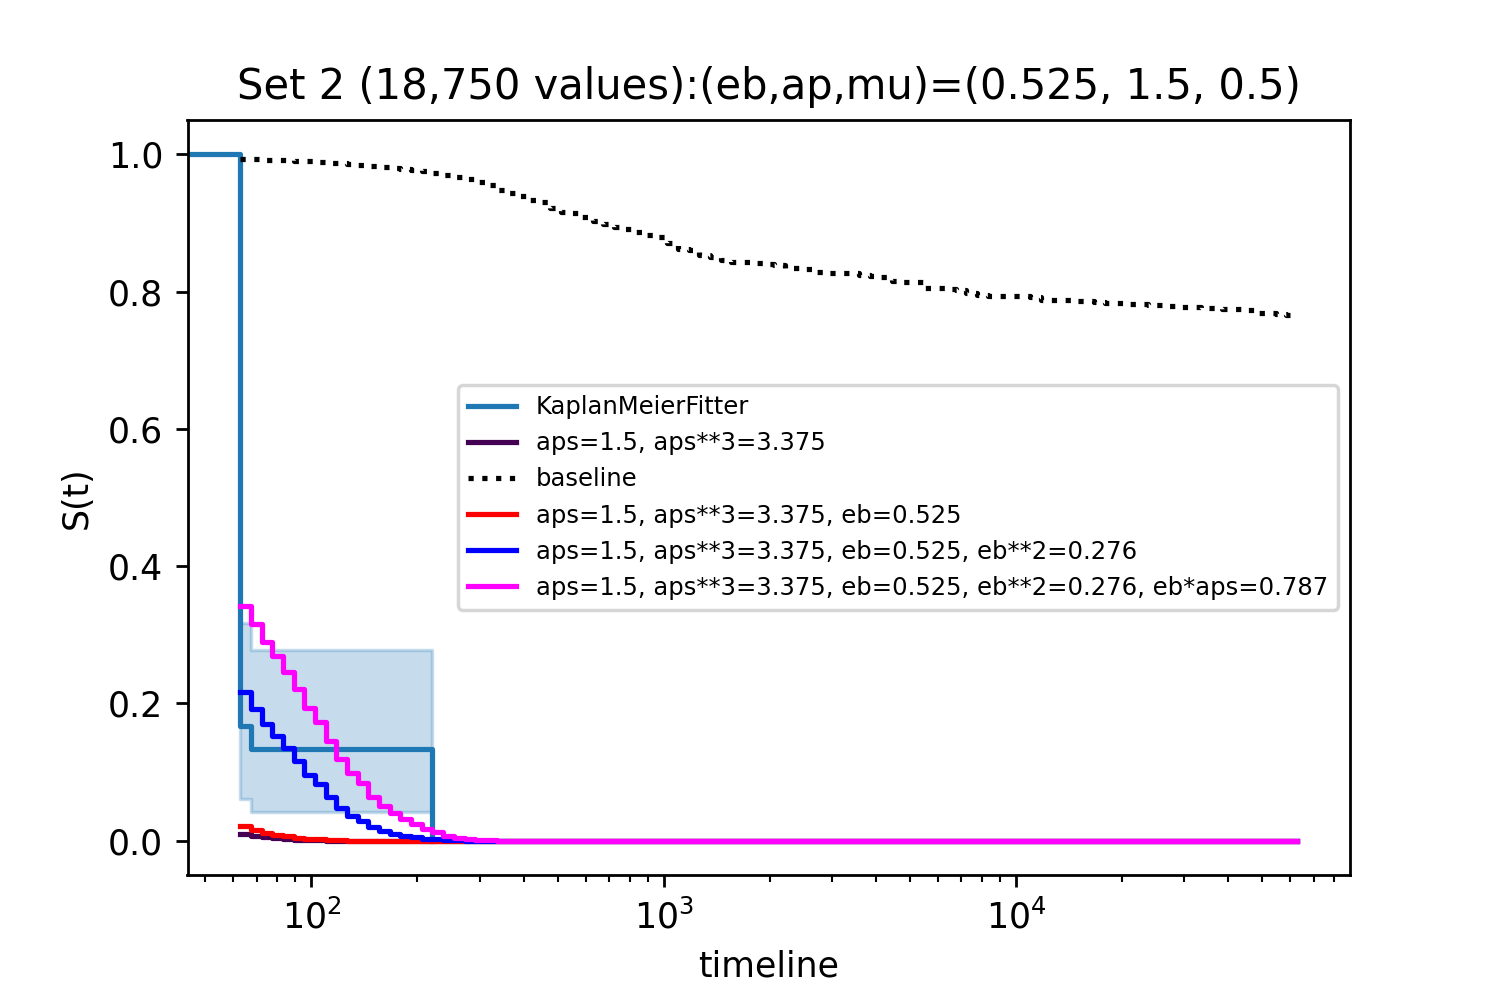 Set 2 (18,750 values):(eb,ap,mu)=(0.525, 1.5, 0.5)
S(t)
1.0
0.8
0.6
0.4
0.2
0.0
KaplanMeierFitter
aps=1.5, aps**3=3.375
baseline
aps=1.5, aps**3=3.375, eb=0.525
aps=1.5, aps**3=3.375, eb=0.525, eb**2=0.276
aps=1.5, aps**3=3.375, eb=0.525, eb**2=0.276, eb*aps=0.787
10² 10³ 10⁴
timeline